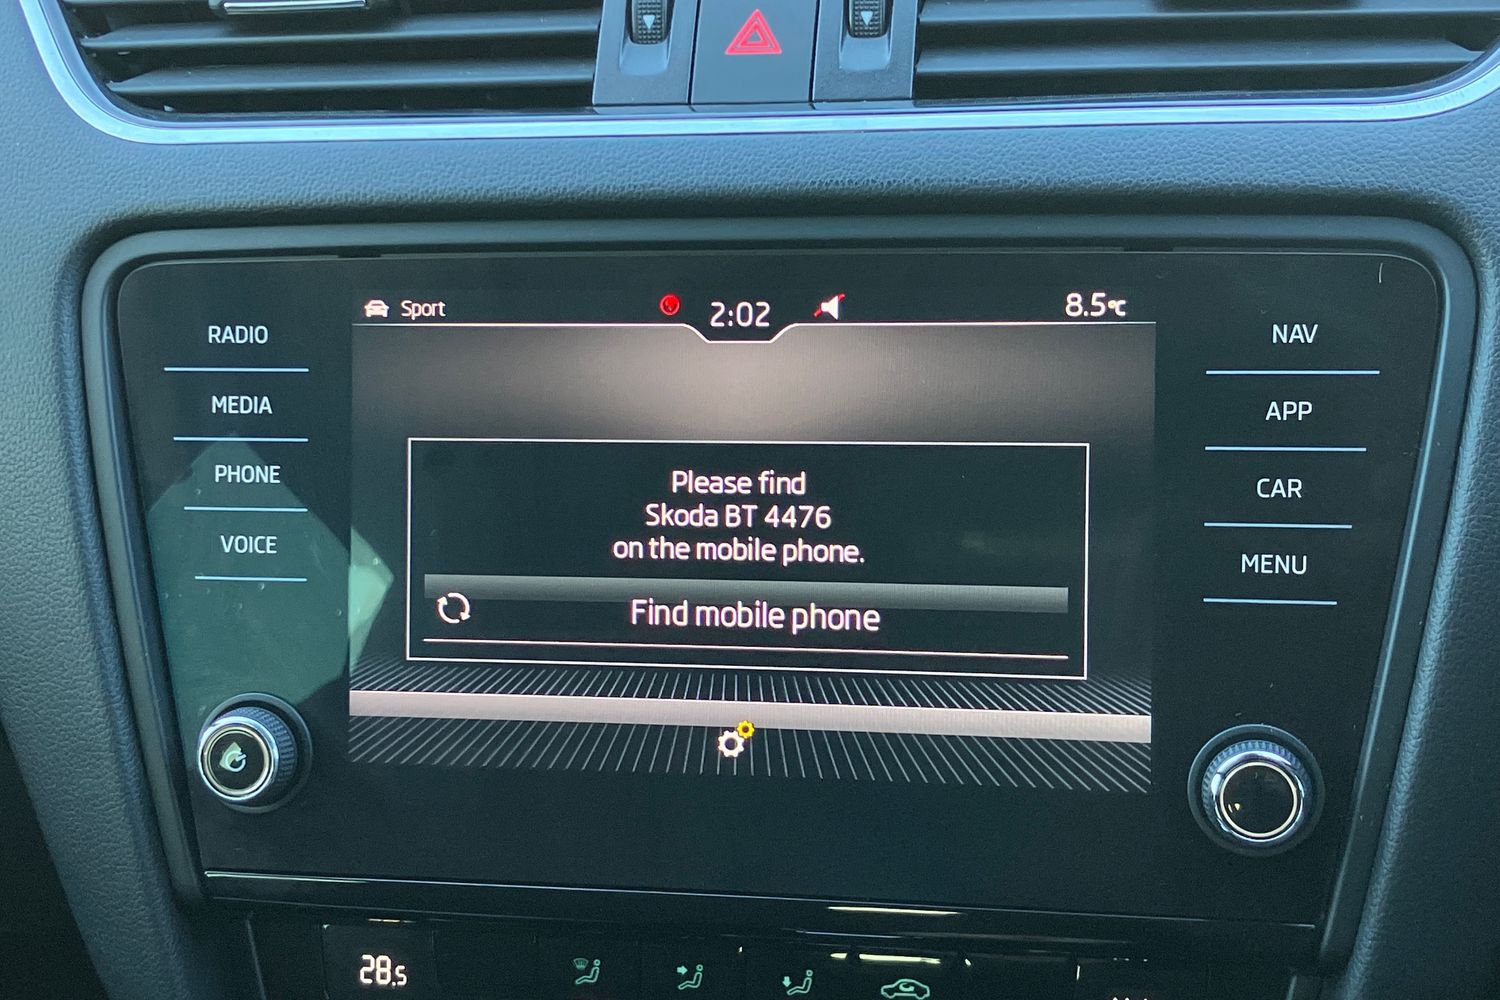 Sport
2:02
8.5°C
RADIO
MEDIA
PHONE
VOICE
NAV
APP
CAR
MENU
Please find
Skoda BT 4476
on the mobile phone.
Find mobile phone
28.5